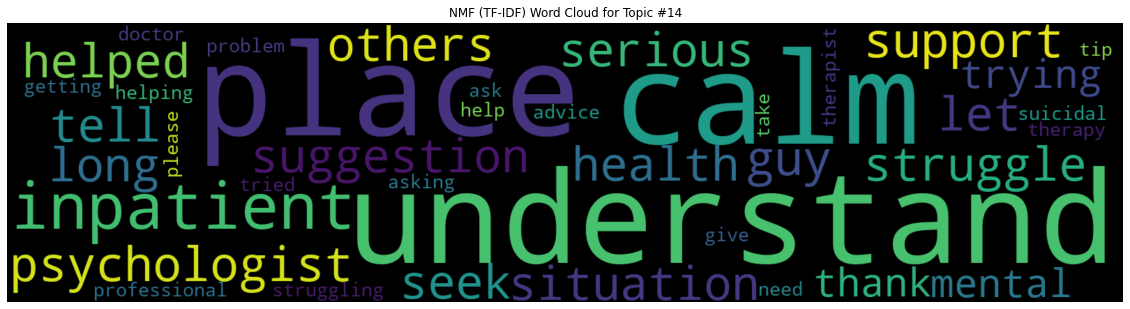 NMF (TF-IDF) Word Cloud for Topic #14
doctor
problem
others
serious
support
tip
helped
place
calm
therapist
trying
getting
helping
ask
help
advice
take
let
suicidal
therapy
tell
please
long
suggestion
health
guy
struggle
tried
asking
inpatient
understand
give
psychologist
professional
struggling
seek
situation
need
thank
mental